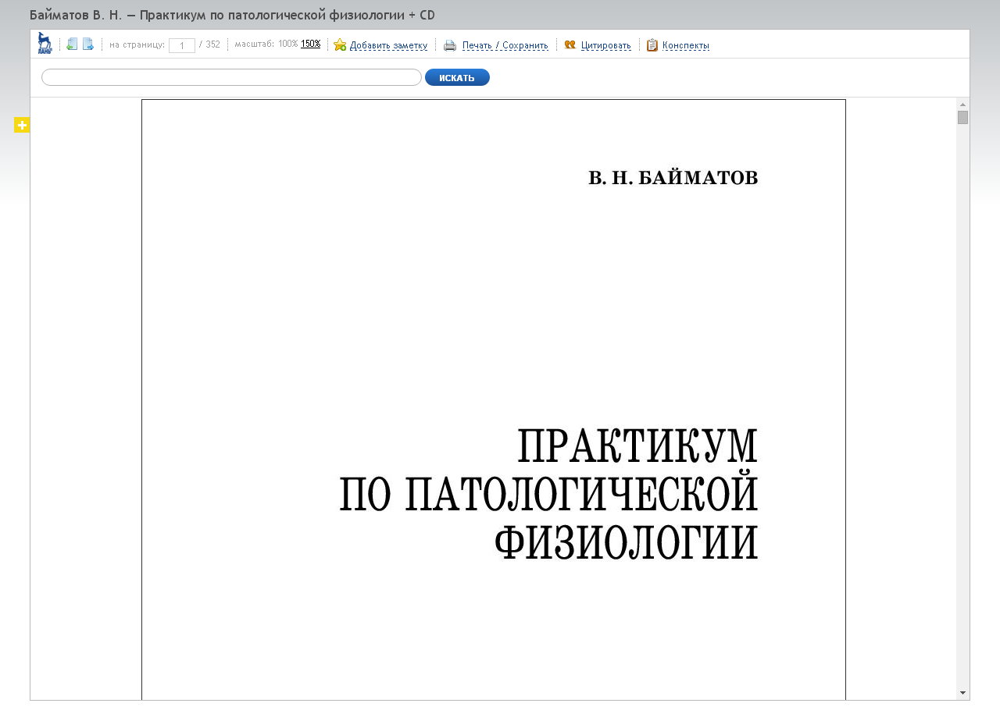 Байматов В. Н. — Практикум по патологической физиологии + CD
ЛАНЬ на страницу: 1 / 352 масштаб: 100% 150% Добавить заметку Печать / Сохранить Цитировать Конспекты
ИСКАТЬ
В. Н. БАЙМАТОВ
ПРАКТИКУМ
ПО ПАТОЛОГИЧЕСКОЙ
ФИЗИОЛОГИИ